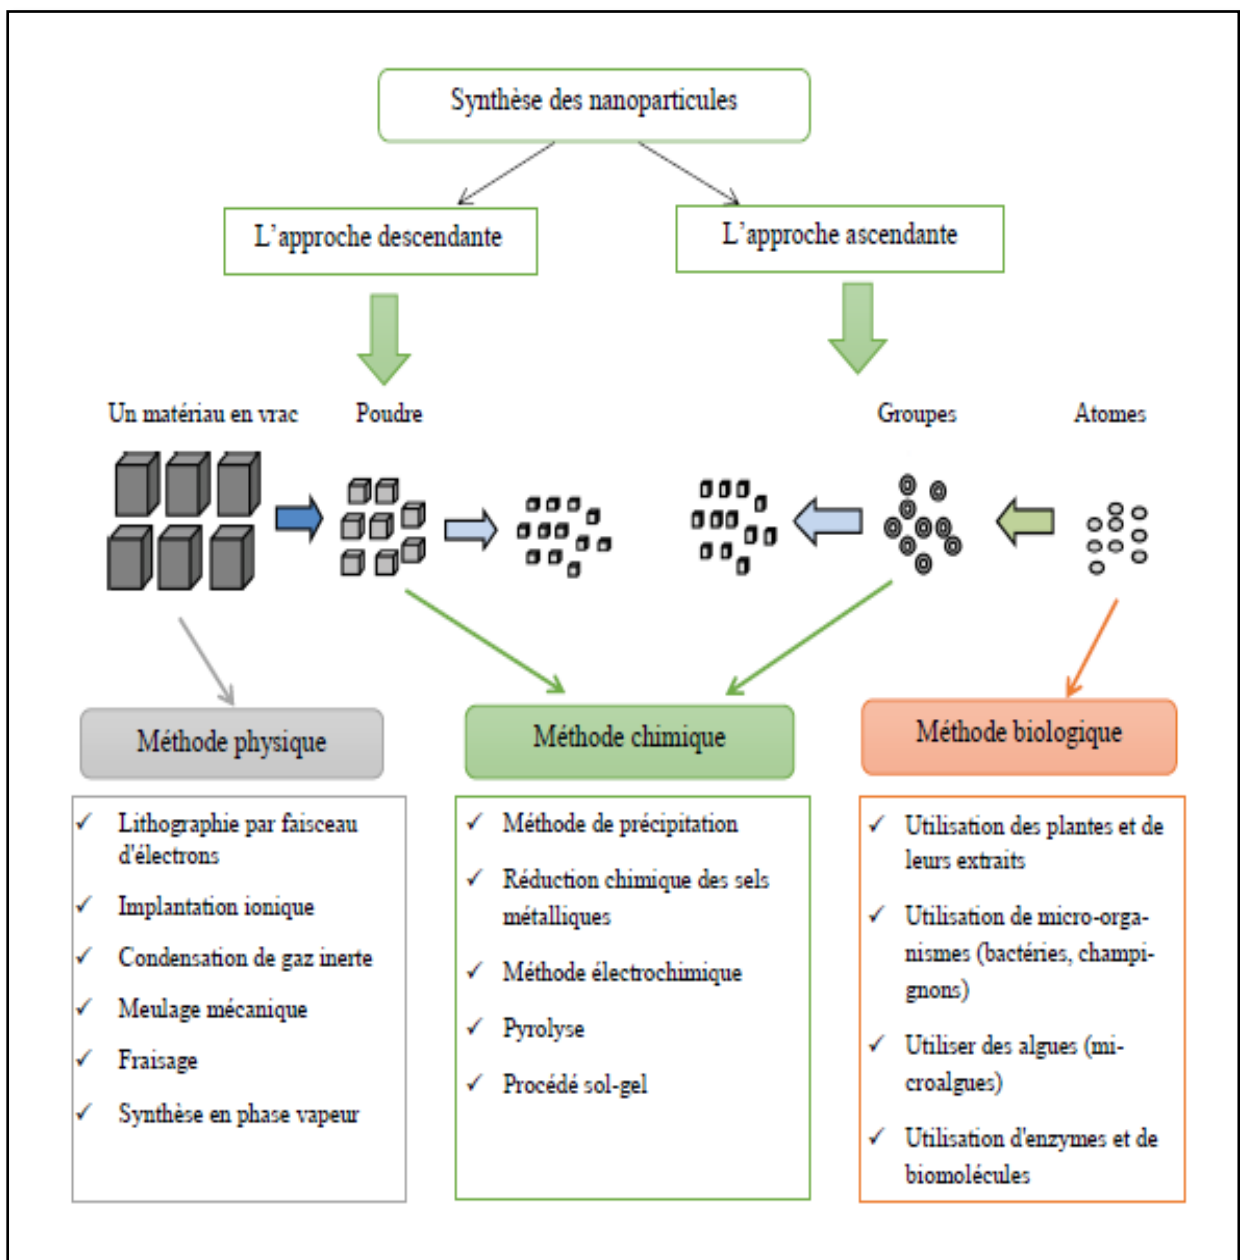 Synthèse des nanoparticules
L’approche descendante
L’approche ascendante
Un matériau en vrac
Poudre
Groupes
Atomes
Méthode physique
✓ Lithographie par faisceau
d'électrons
✓ Implantation ionique
✓ Condensation de gaz inerte
✓ Meulage mécanique
✓ Fraisage
✓ Synthèse en phase vapeur
Méthode chimique
✓ Méthode de précipitation
✓ Réduction chimique des sels
métalliques
✓ Méthode électrochimique
✓ Pyrolyse
✓ Procédé sol-gel
Méthode biologique
✓ Utilisation des plantes et de
leurs extraits
✓ Utilisation de micro-orga-
nismes (bactéries, champi-
gnons)
✓ Utiliser des algues (mi-
croalgues)
✓ Utilisation d'enzymes et de
biomolécules